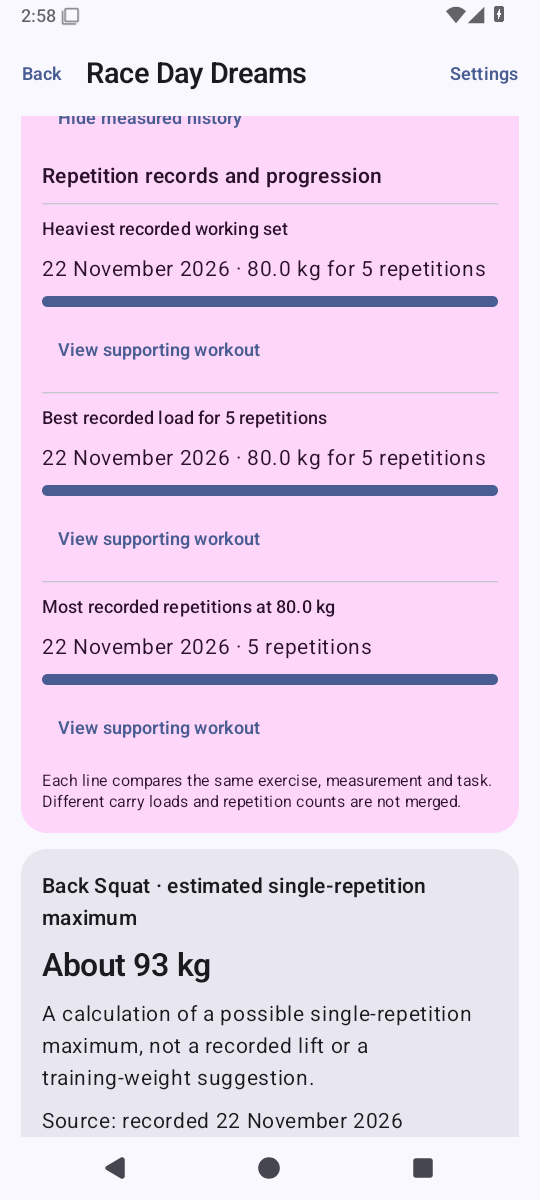 2:58
Back
Race Day Dreams
Settings
Hide measured history
Repetition records and progression
Heaviest recorded working set
22 November 2026 · 80.0 kg for 5 repetitions
View supporting workout
Best recorded load for 5 repetitions
22 November 2026 · 80.0 kg for 5 repetitions
View supporting workout
Most recorded repetitions at 80.0 kg
22 November 2026 · 5 repetitions
View supporting workout
Each line compares the same exercise, measurement and task.
Different carry loads and repetition counts are not merged.
Back Squat · estimated single-repetition
maximum
About 93 kg
A calculation of a possible single-repetition
maximum, not a recorded lift or a
training-weight suggestion.
Source: recorded 22 November 2026